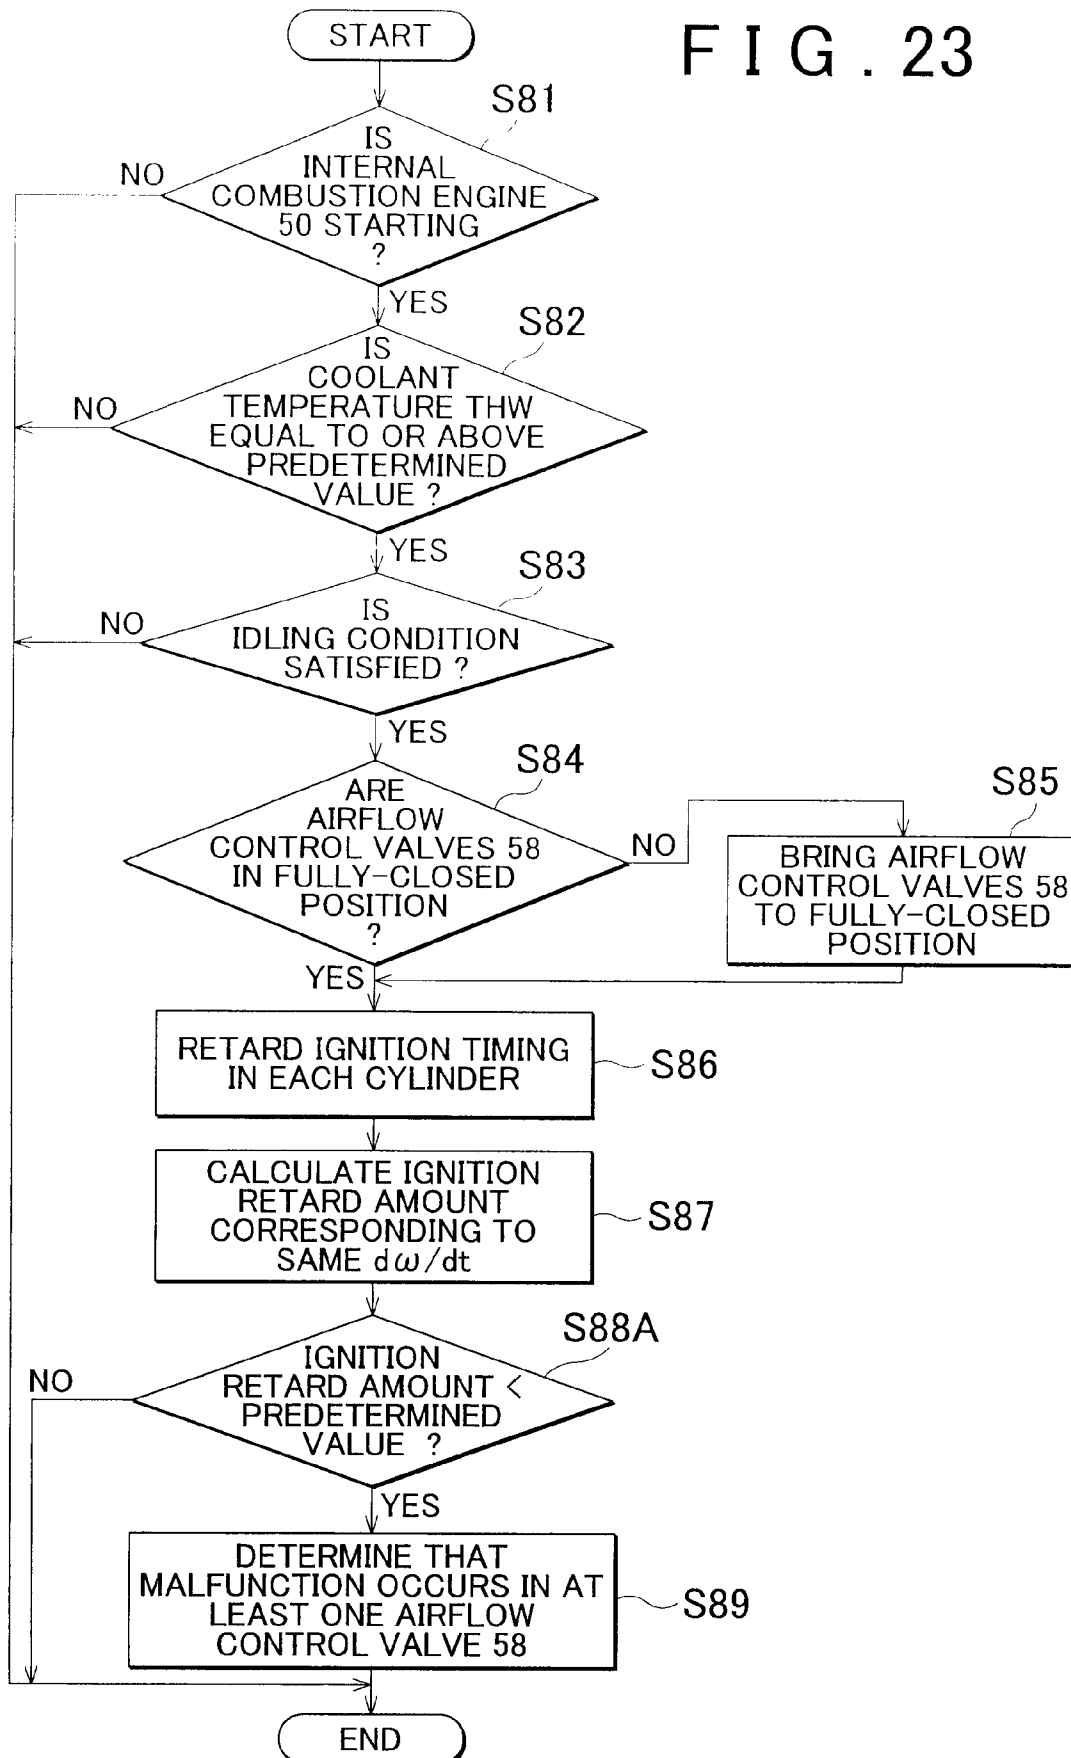 START
FIG. 23
S81
IS
INTERNAL
COMBUSTION ENGINE
50 STARTING
?
NO
YES
S82
IS
COOLANT
TEMPERATURE THW
EQUAL TO OR ABOVE
PREDETERMINED
VALUE ?
NO
YES
S83
IS
IDLING CONDITION
SATISFIED ?
NO
YES
S84
ARE
AIRFLOW
CONTROL VALVES 58
IN FULLY-CLOSED
POSITION
?
NO
S85
BRING AIRFLOW
CONTROL VALVES 58
TO FULLY-CLOSED
POSITION
YES
RETARD IGNITION TIMING
IN EACH CYLINDER
S86
CALCULATE IGNITION
RETARD AMOUNT
CORRESPONDING TO
SAME dω/dt
S87
S88A
IGNITION
RETARD AMOUNT <
PREDETERMINED
VALUE ?
NO
YES
DETERMINE THAT
MALFUNCTION OCCURS IN AT
LEAST ONE AIRFLOW
CONTROL VALVE 58
S89
END